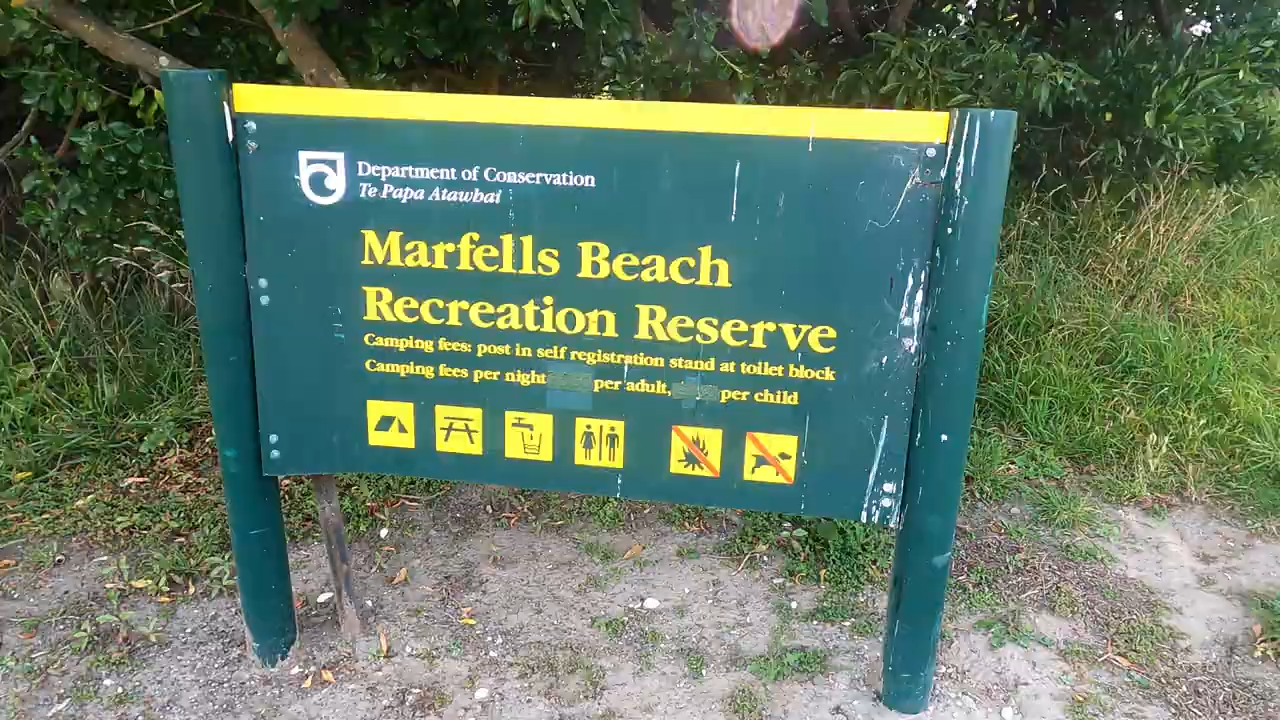 Department of Conservation
Te Papa Atawhai
Marfells Beach
Recreation Reserve
Camping fees: post in self registration stand at toilet block
Camping fees per night per adult, per child